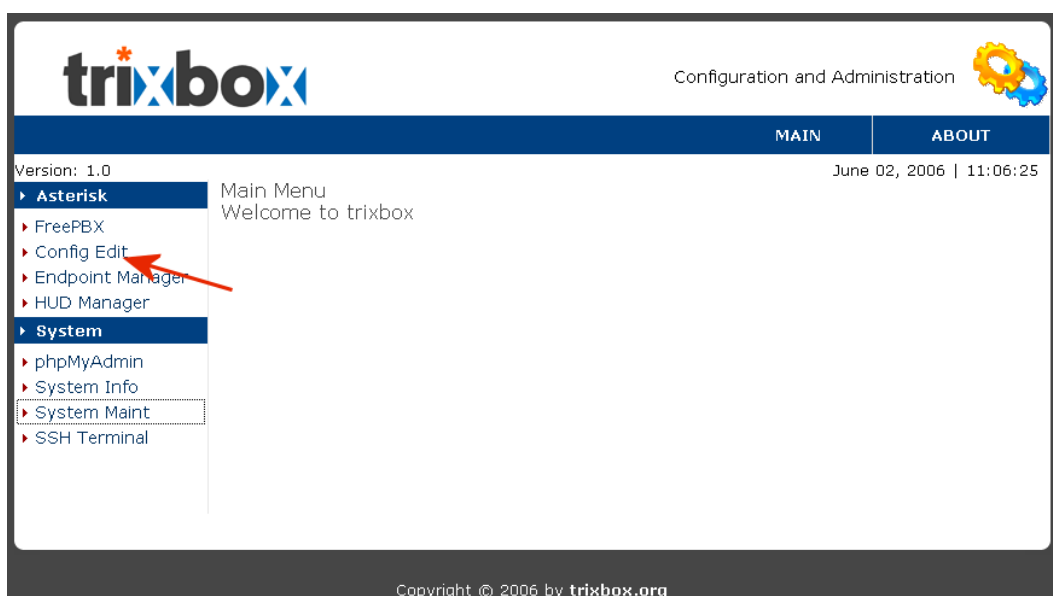 trixbox
Configuration and Administration
MAIN ABOUT
Version: 1.0
June 02, 2006 | 11:06:25
Asterisk
FreePBX
Config Edit
Endpoint Manager
HUD Manager
System
phpMyAdmin
System Info
System Maint
SSH Terminal
Main Menu
Welcome to trixbox
Copyright © 2006 by trixbox.org